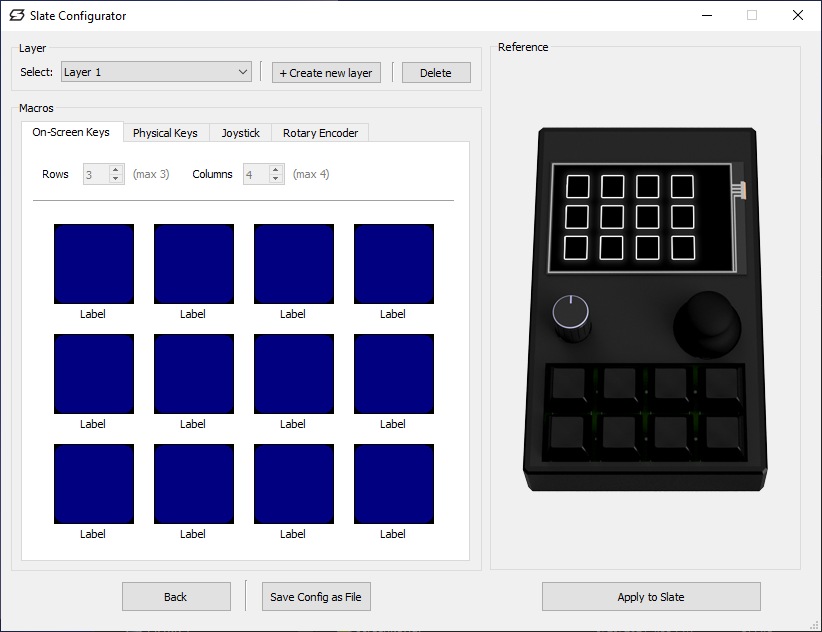 Slate Configurator
Layer
Select: Layer 1 + Create new layer Delete
Macros
On-Screen Keys Physical Keys Joystick Rotary Encoder
Rows 3 (max 3) Columns 4 (max 4)
Label Label Label Label
Label Label Label Label
Label Label Label Label
Back Save Config as File
Reference
Apply to Slate